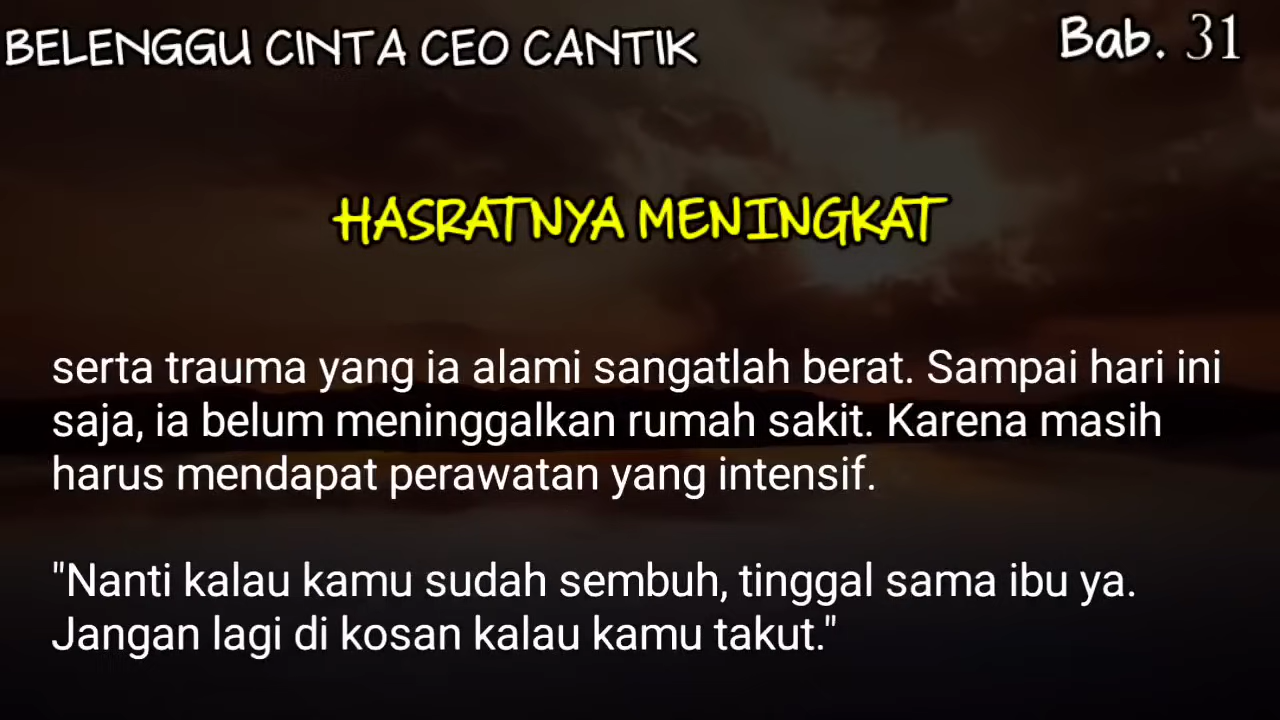 BELENGGU CINTA CEO CANTIK
Bab. 31
HASRATNYA MENINGKAT
serta trauma yang ia alami sangatlah berat. Sampai hari ini
saja, ia belum meninggalkan rumah sakit. Karena masih
harus mendapat perawatan yang intensif.
"Nanti kalau kamu sudah sembuh, tinggal sama ibu ya.
Jangan lagi di kosan kalau kamu takut."